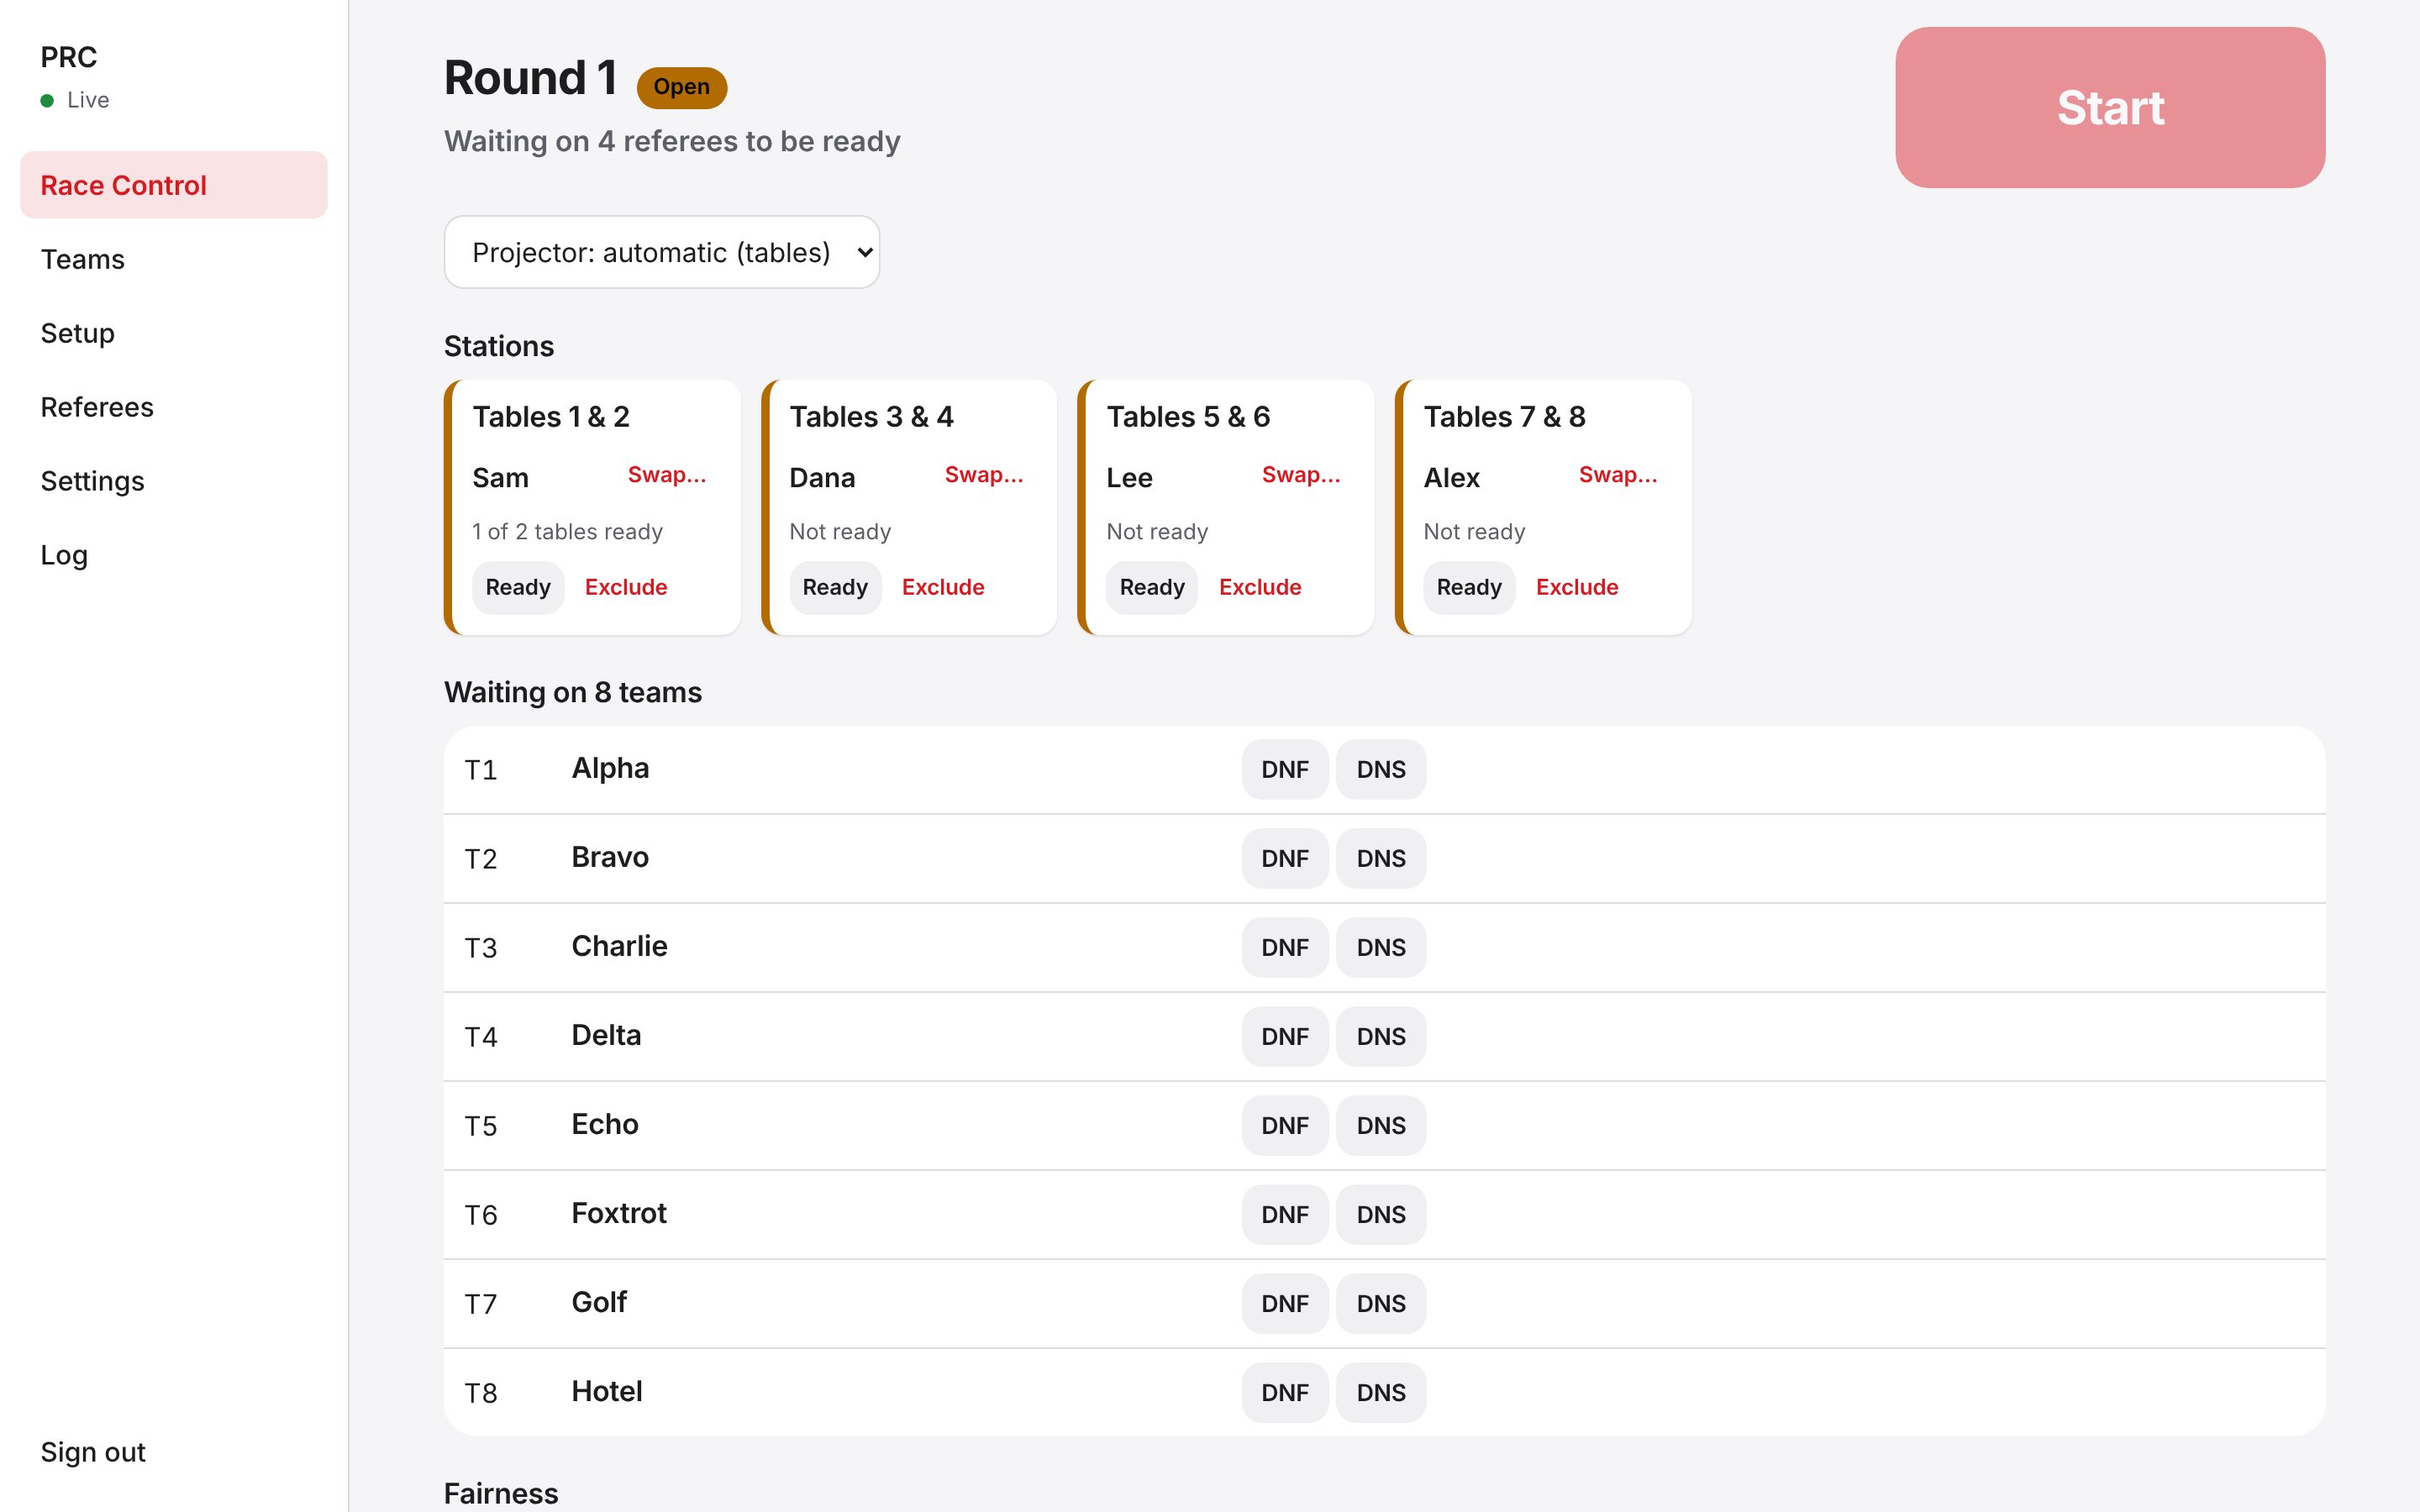 PRC
Live
Race Control
Teams
Setup
Referees
Settings
Log
Sign out
Round 1 Open
Waiting on 4 referees to be ready
Start
Projector: automatic (tables)
Stations
Tables 1 & 2
Sam Swap...
1 of 2 tables ready
Ready Exclude
Tables 3 & 4
Dana Swap...
Not ready
Ready Exclude
Tables 5 & 6
Lee Swap...
Not ready
Ready Exclude
Tables 7 & 8
Alex Swap...
Not ready
Ready Exclude
Waiting on 8 teams
T1 Alpha DNF DNS
T2 Bravo DNF DNS
T3 Charlie DNF DNS
T4 Delta DNF DNS
T5 Echo DNF DNS
T6 Foxtrot DNF DNS
T7 Golf DNF DNS
T8 Hotel DNF DNS
Fairness